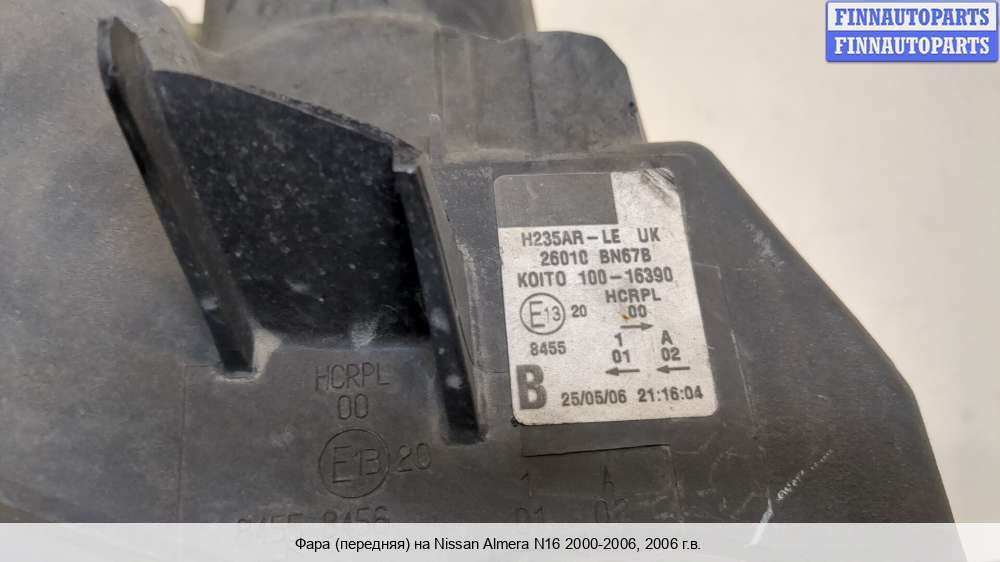 FINNAUTOPARTS
FINNAUTOPARTS
H235AR-LE UK
26010 BN67B
KOITO 100-16390
HCRPL
E13 20 00
8455 1 A
01 02
B 25/05/06 21:16:04
HCRPL
00
E13 20
8455 8456
1 A
01 02
Фара (передняя) на Nissan Almera N16 2000-2006, 2006 г.в.